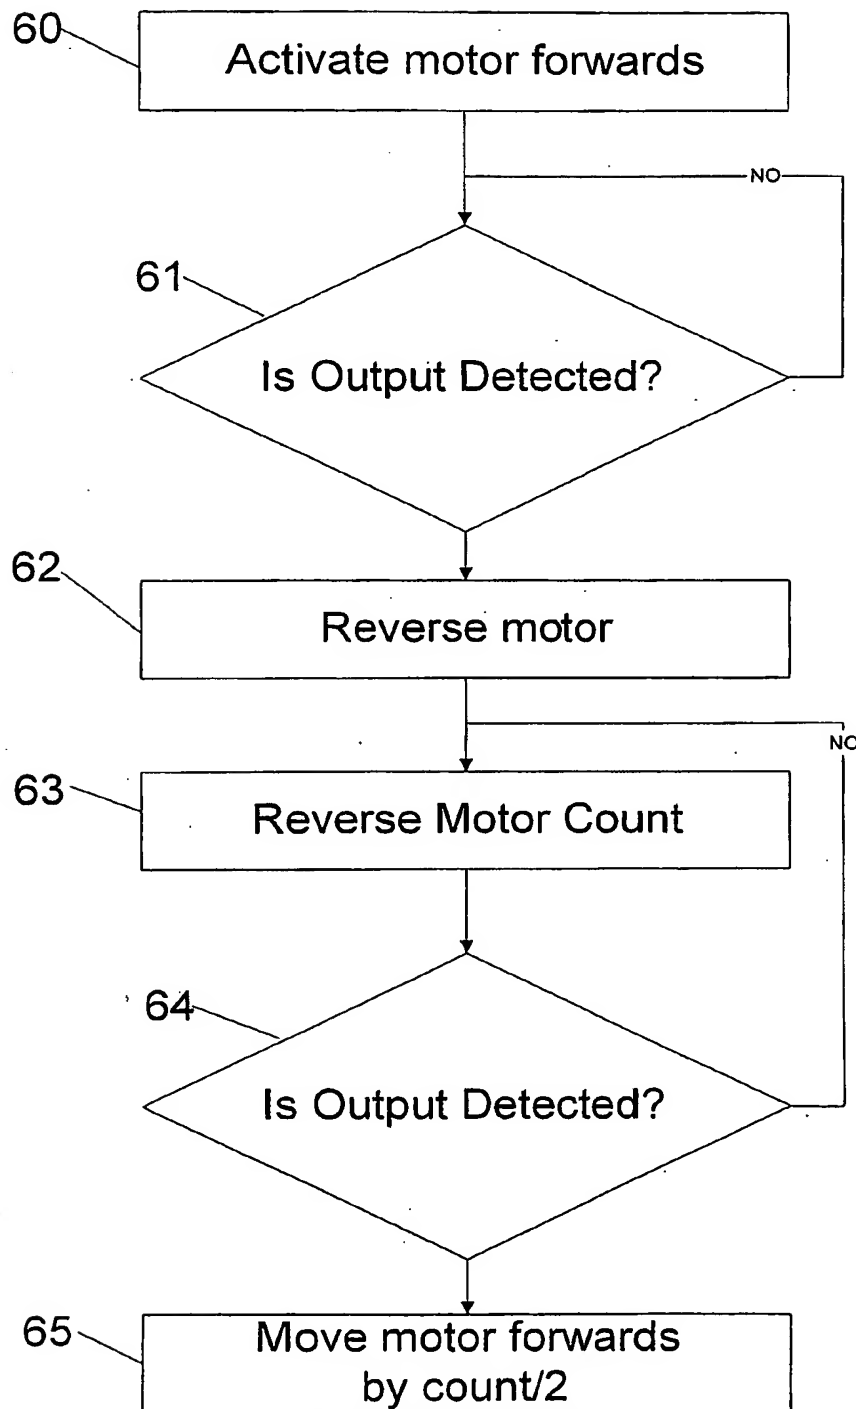 60
Activate motor forwards
NO
61
Is Output Detected?
62
Reverse motor
NO
63
Reverse Motor Count
64
Is Output Detected?
65
Move motor forwards
by count/2